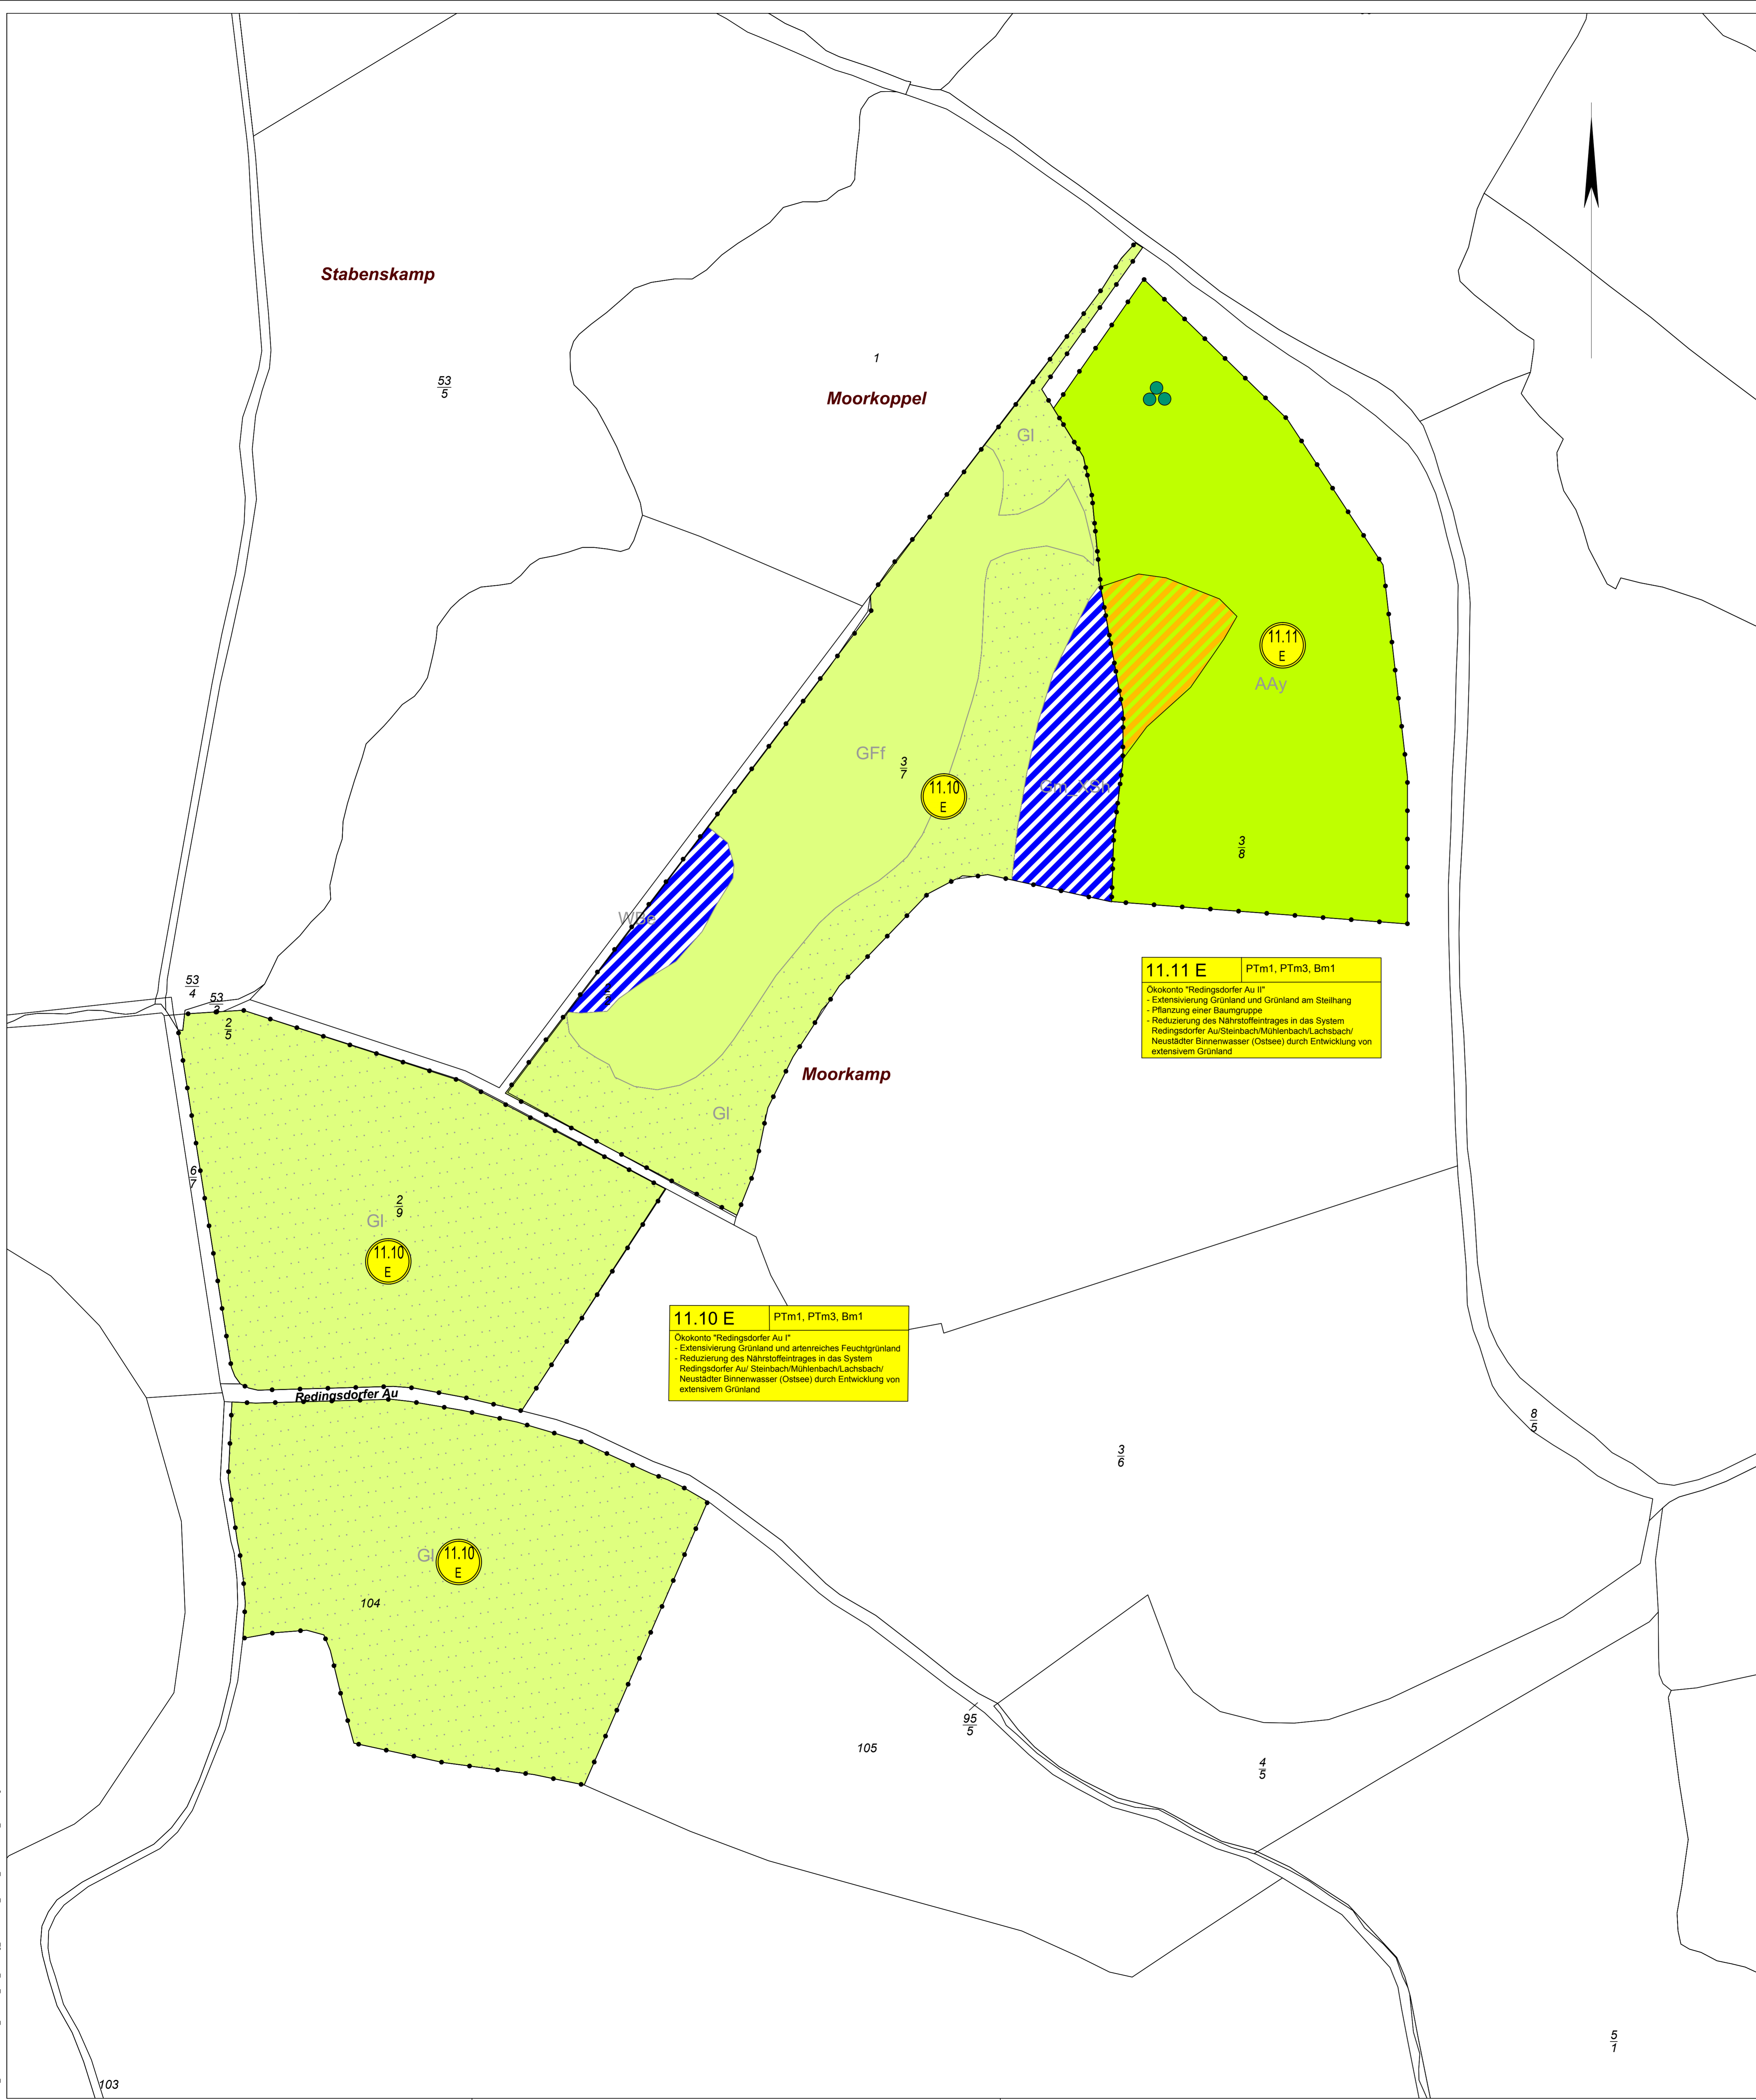 Stabenskamp
53
5
1
Moorkoppel
Gl
11.11
E
AAy
GFf
3
7
11.10
E
Gm_XSh
3
8
WBe
53
4
53
2
5
11.11 E
PTm1, PTm3, Bm1
Ökokonto "Redingsdorfer Au II"
- Extensivierung Grünland und Grünland am Steilhang
- Pflanzung einer Baumgruppe
- Reduzierung des Nährstoffeintrages in das System
Redingsdorfer Au/Steinbach/Mühlenbach/Lachsbach/
Neustädter Binnenwasser (Ostsee) durch Entwicklung von
extensivem Grünland
Moorkamp
Gl
6
7
2
9
Gl
11.10
E
11.10 E
PTm1, PTm3, Bm1
Ökokonto "Redingsdorfer Au I"
- Extensivierung Grünland und artenreiches Feuchtgrünland
- Reduzierung des Nährstoffeintrages in das System
Redingsdorfer Au/ Steinbach/Mühlenbach/Lachsbach/
Neustädter Binnenwasser (Ostsee) durch Entwicklung von
extensivem Grünland
Redingsdorfer Au
8
5
3
6
Gl
11.10
E
104
95
5
105
4
5
5
1
103